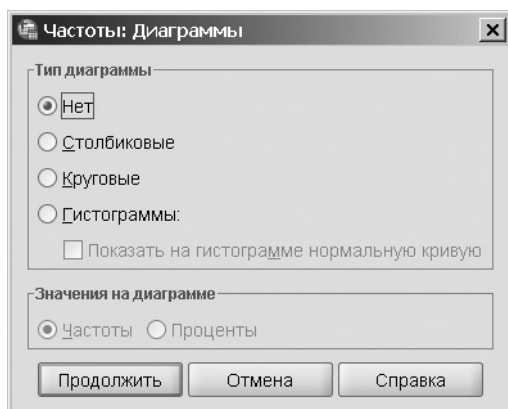 Частоты: Диаграммы
Тип диаграммы
Нет
Столбиковые
Круговые
Гистограммы:
Показать на гистограмме нормальную кривую
Значения на диаграмме
Частоты Проценты
Продолжить Отмена Справка